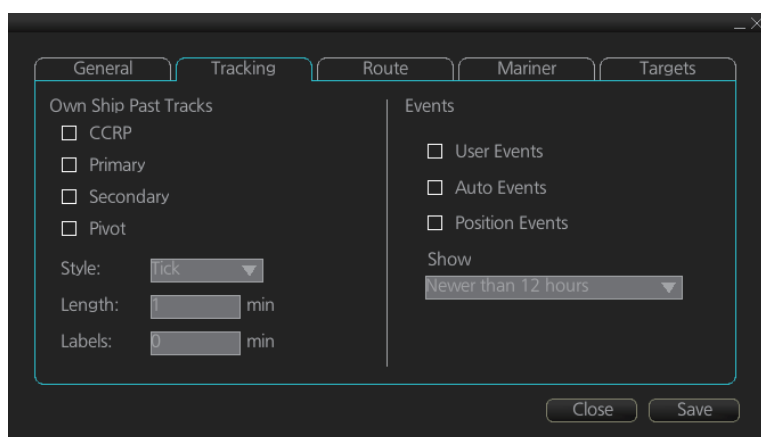 General Tracking Route Mariner Targets
Own Ship Past Tracks
CCRP
Primary
Secondary
Pivot
Style: Tick
Length: 1 min
Labels: 0 min
Events
User Events
Auto Events
Position Events
Show
Newer than 12 hours
Close Save